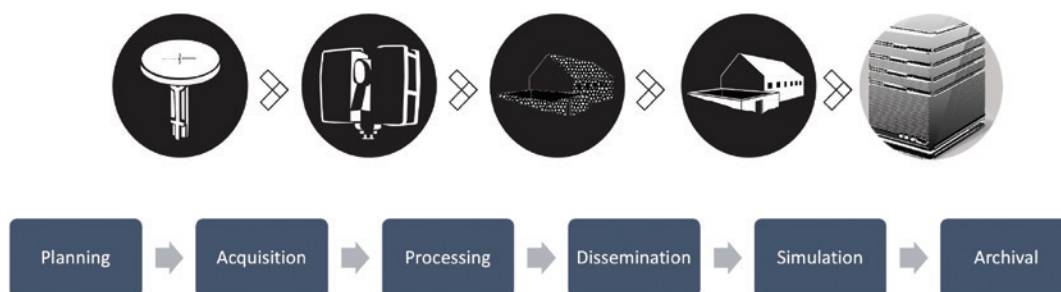 Planning
Acquisition
Processing
Dissemination
Simulation
Archival